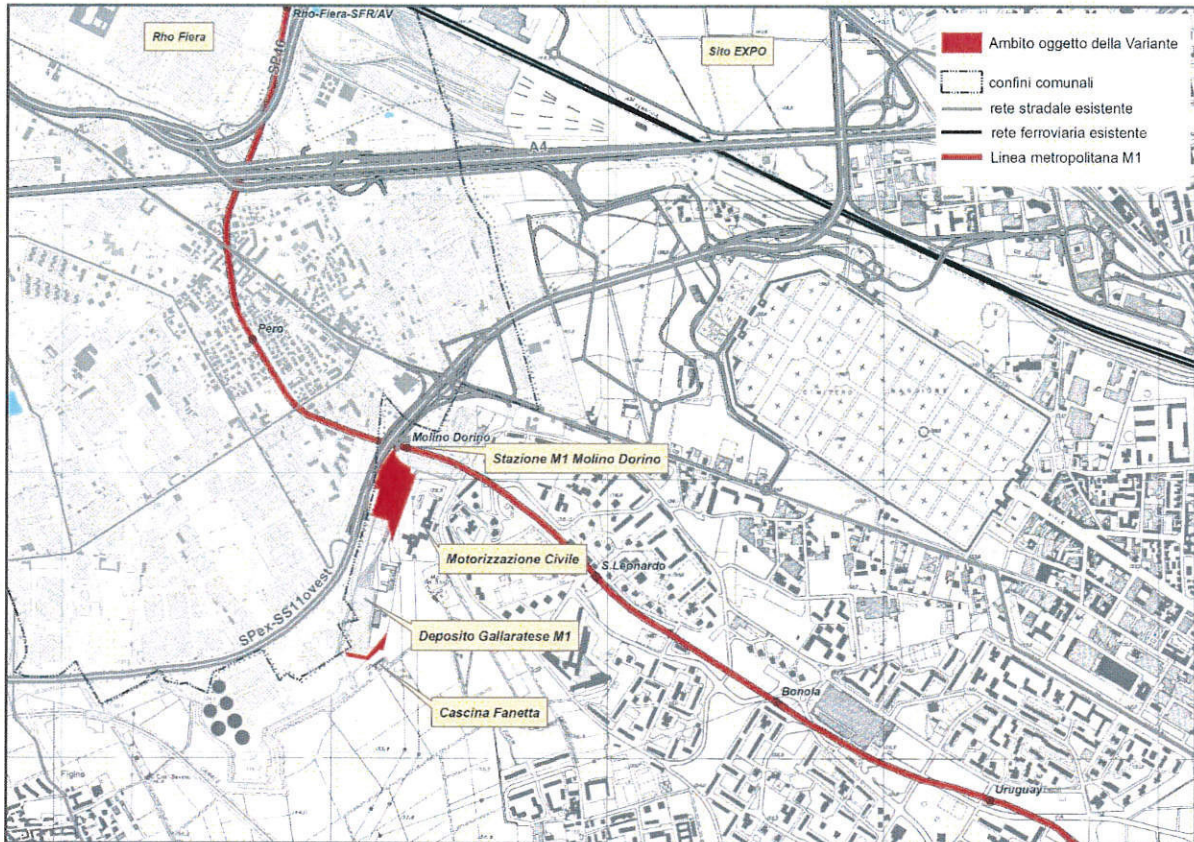 Rho-Fiera-SFR/AV
Rho Fiera
Sito EXPO
SP46
A4
Ambito oggetto della Variante
confini comunali
rete stradale esistente
rete ferroviaria esistente
Linea metropolitana M1
Pero
CIMITERO MAGGIORE
Molino Dorino
Stazione M1 Molino Dorino
Motorizzazione Civile
S.Leonardo
SPex-SS11ovest
Deposito Gallaratese M1
Cascina Fanetta
Bonola
Uruguay
Figino